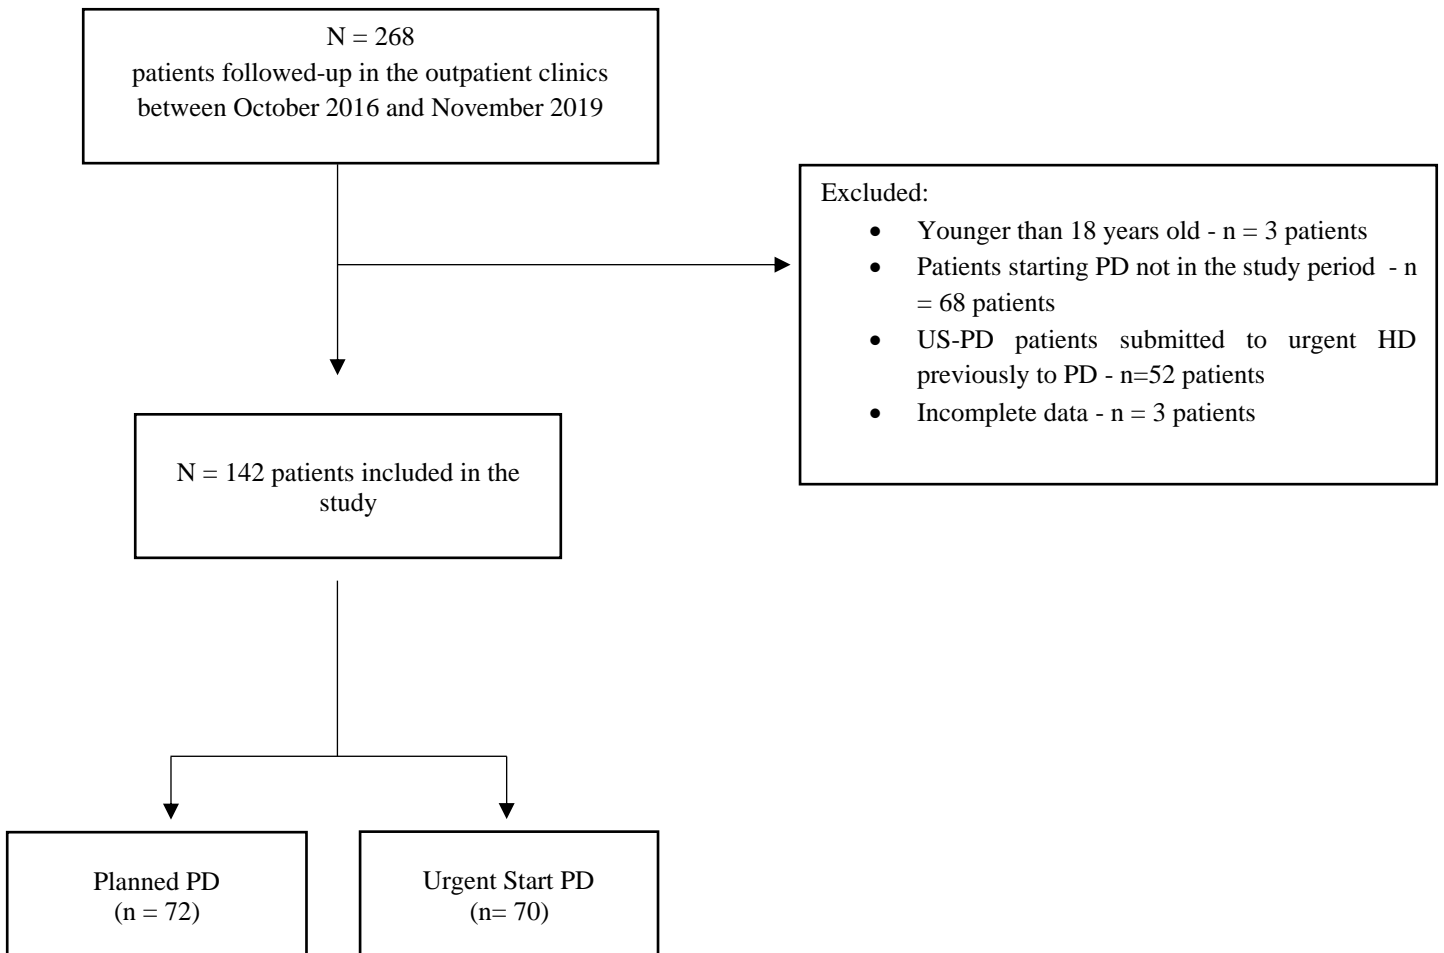 N = 268
patients followed-up in the outpatient clinics
between October 2016 and November 2019
Excluded:
• Younger than 18 years old - n = 3 patients
• Patients starting PD not in the study period - n
= 68 patients
• US-PD patients submitted to urgent HD
previously to PD - n=52 patients
• Incomplete data - n = 3 patients
N = 142 patients included in the
study
Planned PD
(n = 72)
Urgent Start PD
(n= 70)